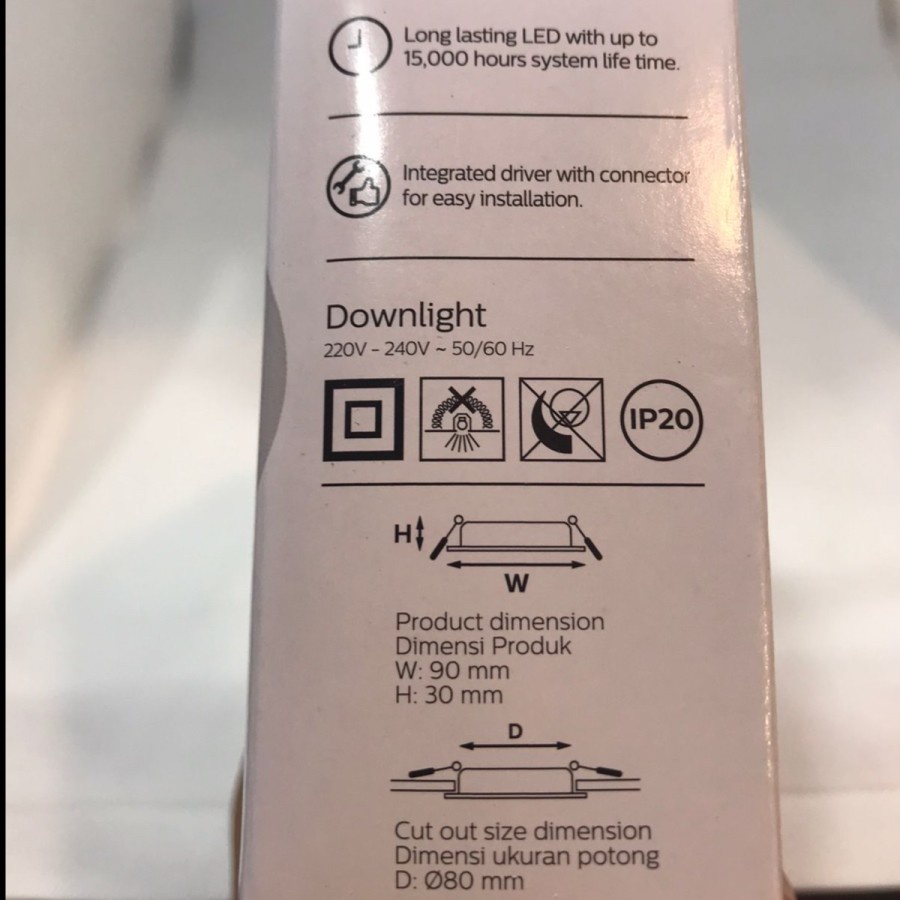 Long lasting LED with up to
15,000 hours system life time.
Integrated driver with connector
for easy installation.
Downlight
220V - 240V ~ 50/60 Hz
IP20
H
W
Product dimension
Dimensi Produk
W: 90 mm
H: 30 mm
D
Cut out size dimension
Dimensi ukuran potong
D: Ø80 mm